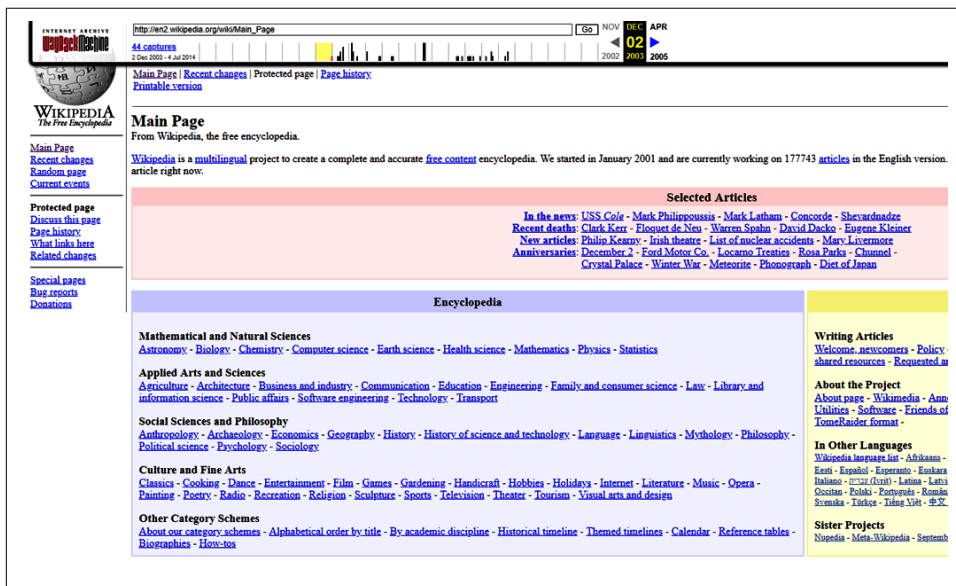 INTERNET ARCHIVE
WayBackMachine
http://en2.wikipedia.org/wiki/Main_Page
Go
NOV DEC APR
44 captures
02
2 Dec 2003 - 4 Jul 2014
2002 2003 2005
Main Page | Recent changes | Protected page | Page history
Printable version
WIKIPEDIA
The Free Encyclopedia
Main Page
Recent changes
Random page
Current events
Protected page
Discuss this page
Page history
What links here
Related changes
Special pages
Bug reports
Donations
Main Page
From Wikipedia, the free encyclopedia.
Wikipedia is a multilingual project to create a complete and accurate free content encyclopedia. We started in January 2001 and are currently working on 177743 articles in the English version.
article right now.
Selected Articles
In the news: USS Cole - Mark Philippoussis - Mark Latham - Concorde - Shevardnadze
Recent deaths: Clark Kerr - Floquet de Neu - Warren Spahn - David Dacko - Eugene Kleiner
New articles: Philip Kearny - Irish theatre - List of nuclear accidents - Mary Livermore
Anniversaries: December 2 - Ford Motor Co. - Locarno Treaties - Rosa Parks - Chunnel -
Crystal Palace - Winter War - Meteorite - Phonograph - Diet of Japan
Encyclopedia
Mathematical and Natural Sciences
Astronomy - Biology - Chemistry - Computer science - Earth science - Health science - Mathematics - Physics - Statistics
Applied Arts and Sciences
Agriculture - Architecture - Business and industry - Communication - Education - Engineering - Family and consumer science - Law - Library and
information science - Public affairs - Software engineering - Technology - Transport
Social Sciences and Philosophy
Anthropology - Archaeology - Economics - Geography - History - History of science and technology - Language - Linguistics - Mythology - Philosophy -
Political science - Psychology - Sociology
Culture and Fine Arts
Classics - Cooking - Dance - Entertainment - Film - Games - Gardening - Handicraft - Hobbies - Holidays - Internet - Literature - Music - Opera -
Painting - Poetry - Radio - Recreation - Religion - Sculpture - Sports - Television - Theater - Tourism - Visual arts and design
Other Category Schemes
About our category schemes - Alphabetical order by title - By academic discipline - Historical timeline - Themed timelines - Calendar - Reference tables -
Biographies - How-tos
Writing Articles
Welcome, newcomers - Policy -
shared resources - Requested
About the Project
About page - Wikimedia -
Utilities - Software - Friends of
TomeRaider format -
In Other Languages
Wikipedia language list - Afrikaans -
Eesti - Español - Esperanto - Euskara
Italiano - עברית (Ivrit) - Latina -
Occitan - Polski - Português -
Svenska - Türkçe - Tiếng Việt - 中文
Sister Projects
Nupedia - Meta-Wikipedia -